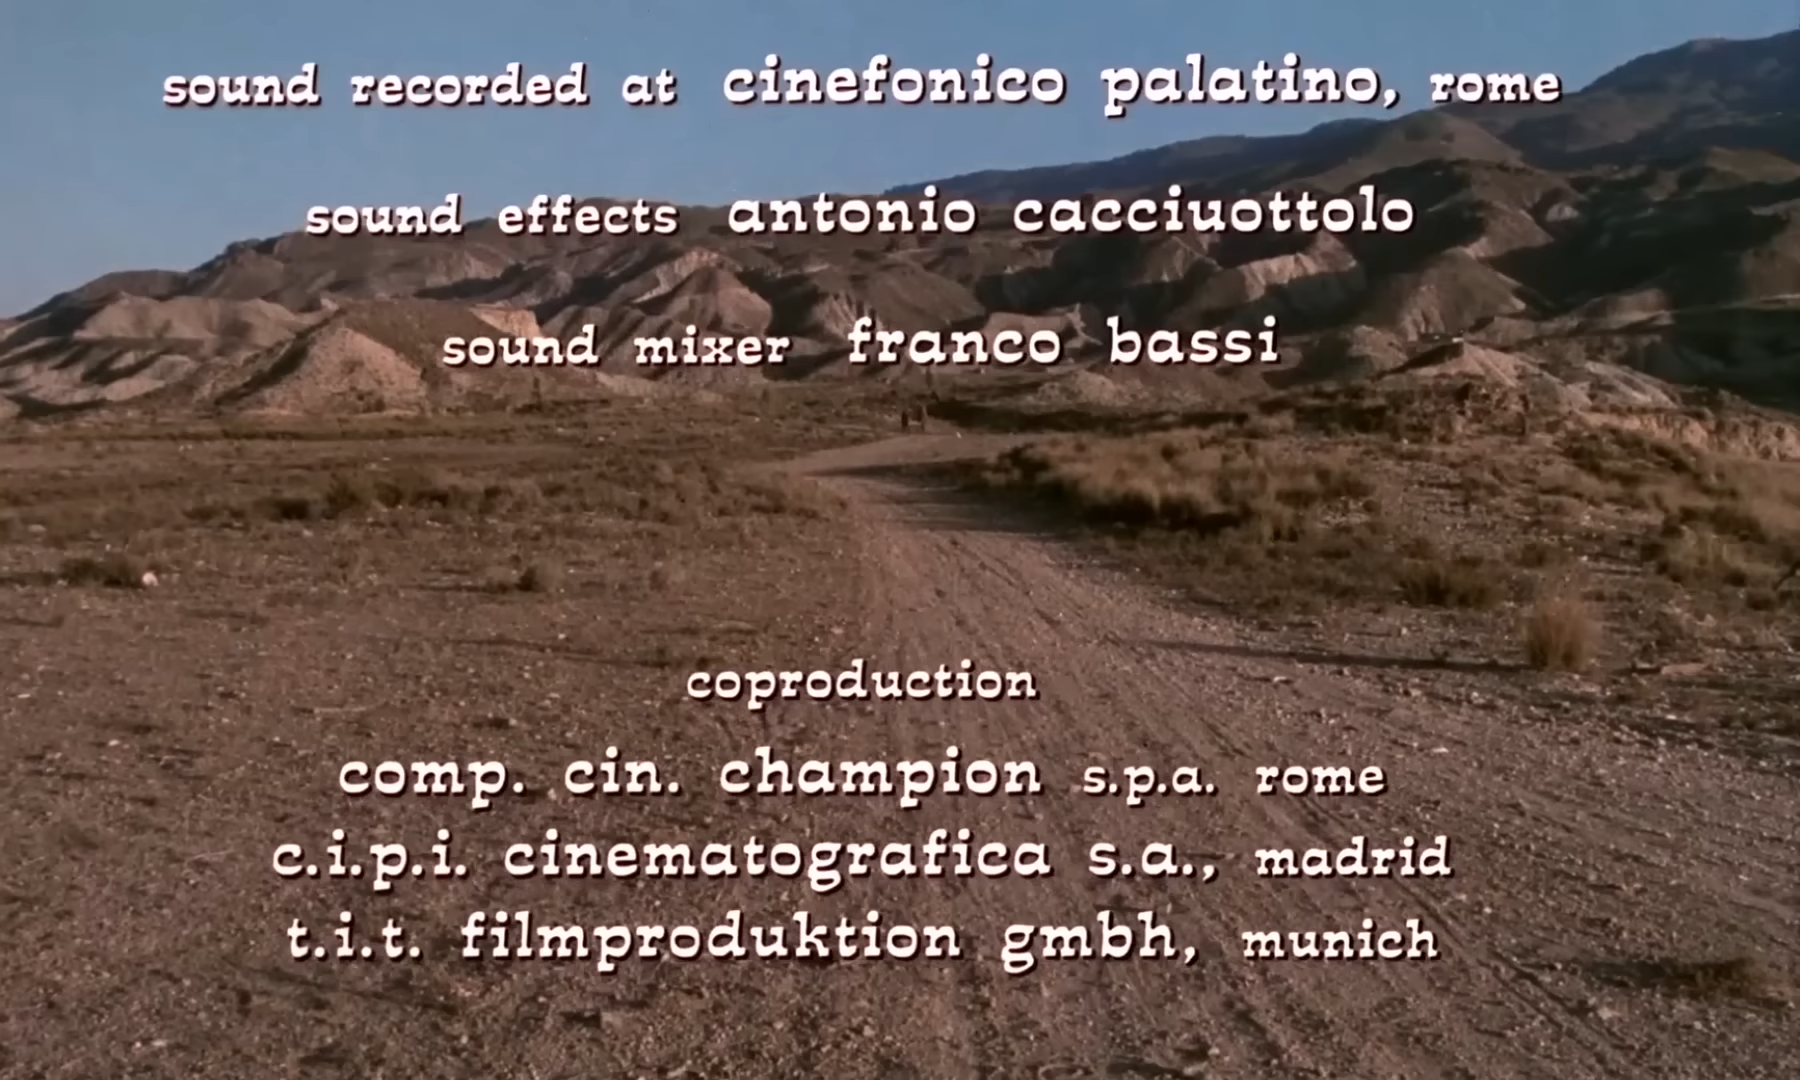 sound recorded at cinefonico palatino, rome
sound effects antonio cacciuottolo
sound mixer franco bassi
coproduction
comp. cin. champion s.p.a. rome
c.i.p.i. cinematografica s.a., madrid
t.i.t. filmproduktion gmbh, munich